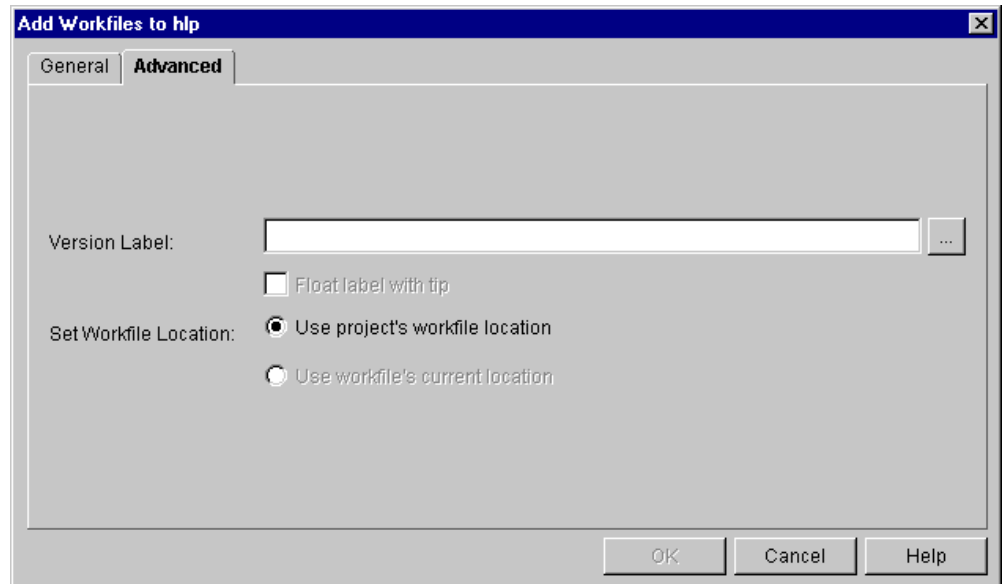 Add Workfiles to hlp
General Advanced
Version Label:
...
Float label with tip
Set Workfile Location: Use project's workfile location
Use workfile's current location
OK Cancel Help